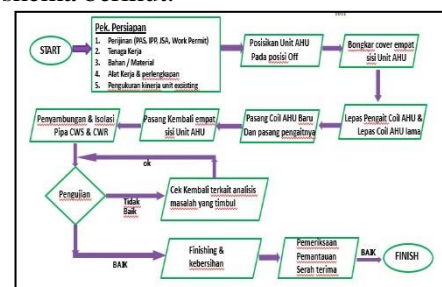 skema berikut:
START
Pek. Persiapan
1. Perijinan (PAS, IPP, JSA, Work Permit)
2. Tenaga Kerja
3. Bahan / Material
4. Alat Kerja & perlengkapan
5. Pengukuran kinerja unit exsisting
Posisikan Unit AHU
Pada posisi Off
Bongkar cover empat
sisi Unit AHU
Penyambungan & Isolasi
Pipa CWS & CWR
Pasang Kembali empat
sisi Unit AHU
Pasang Coil AHU Baru
Dan pasang pengaitnya
Lepas Pengait Coil AHU &
Lepas Coil AHU lama
ok
Pengujian
Tidak
Baik
Cek Kembali terkait analisis
masalah yang timbul
BAIK
Finishing &
kebersihan
Pemeriksaan
Pemantauan
Serah terima
BAIK
FINISH